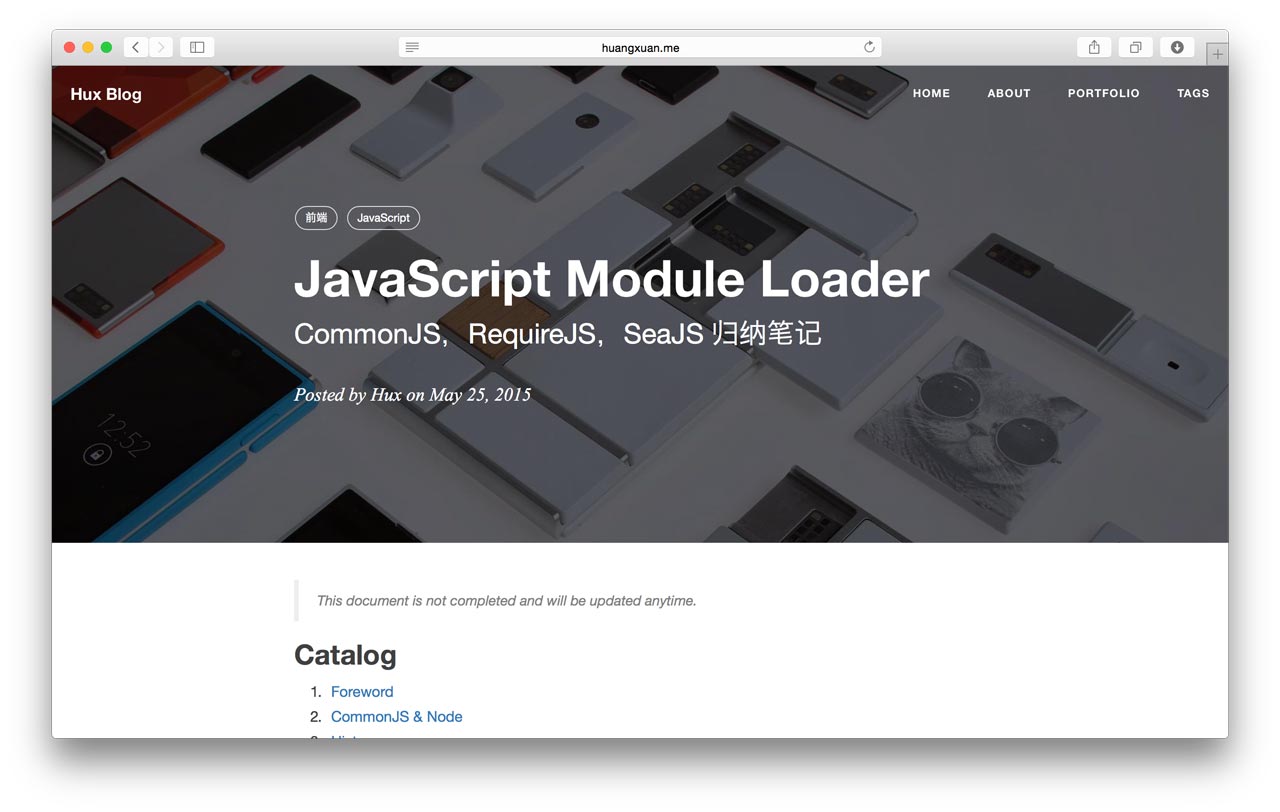 huangxuan.me
Hux Blog
HOME
ABOUT
PORTFOLIO
TAGS
前端
JavaScript
JavaScript Module Loader
CommonJS，RequireJS，SeaJS 归纳笔记
Posted by Hux on May 25, 2015
12:52
This document is not completed and will be updated anytime.
Catalog
1. Foreword
2. CommonJS & Node